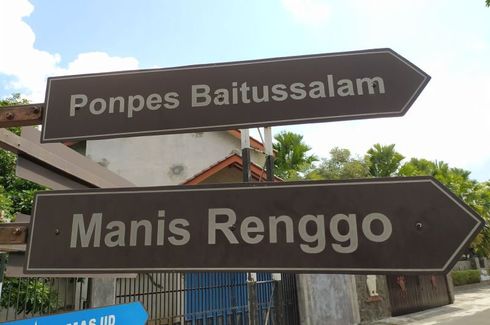 Ponpes Baitussalam
Manis Renggo